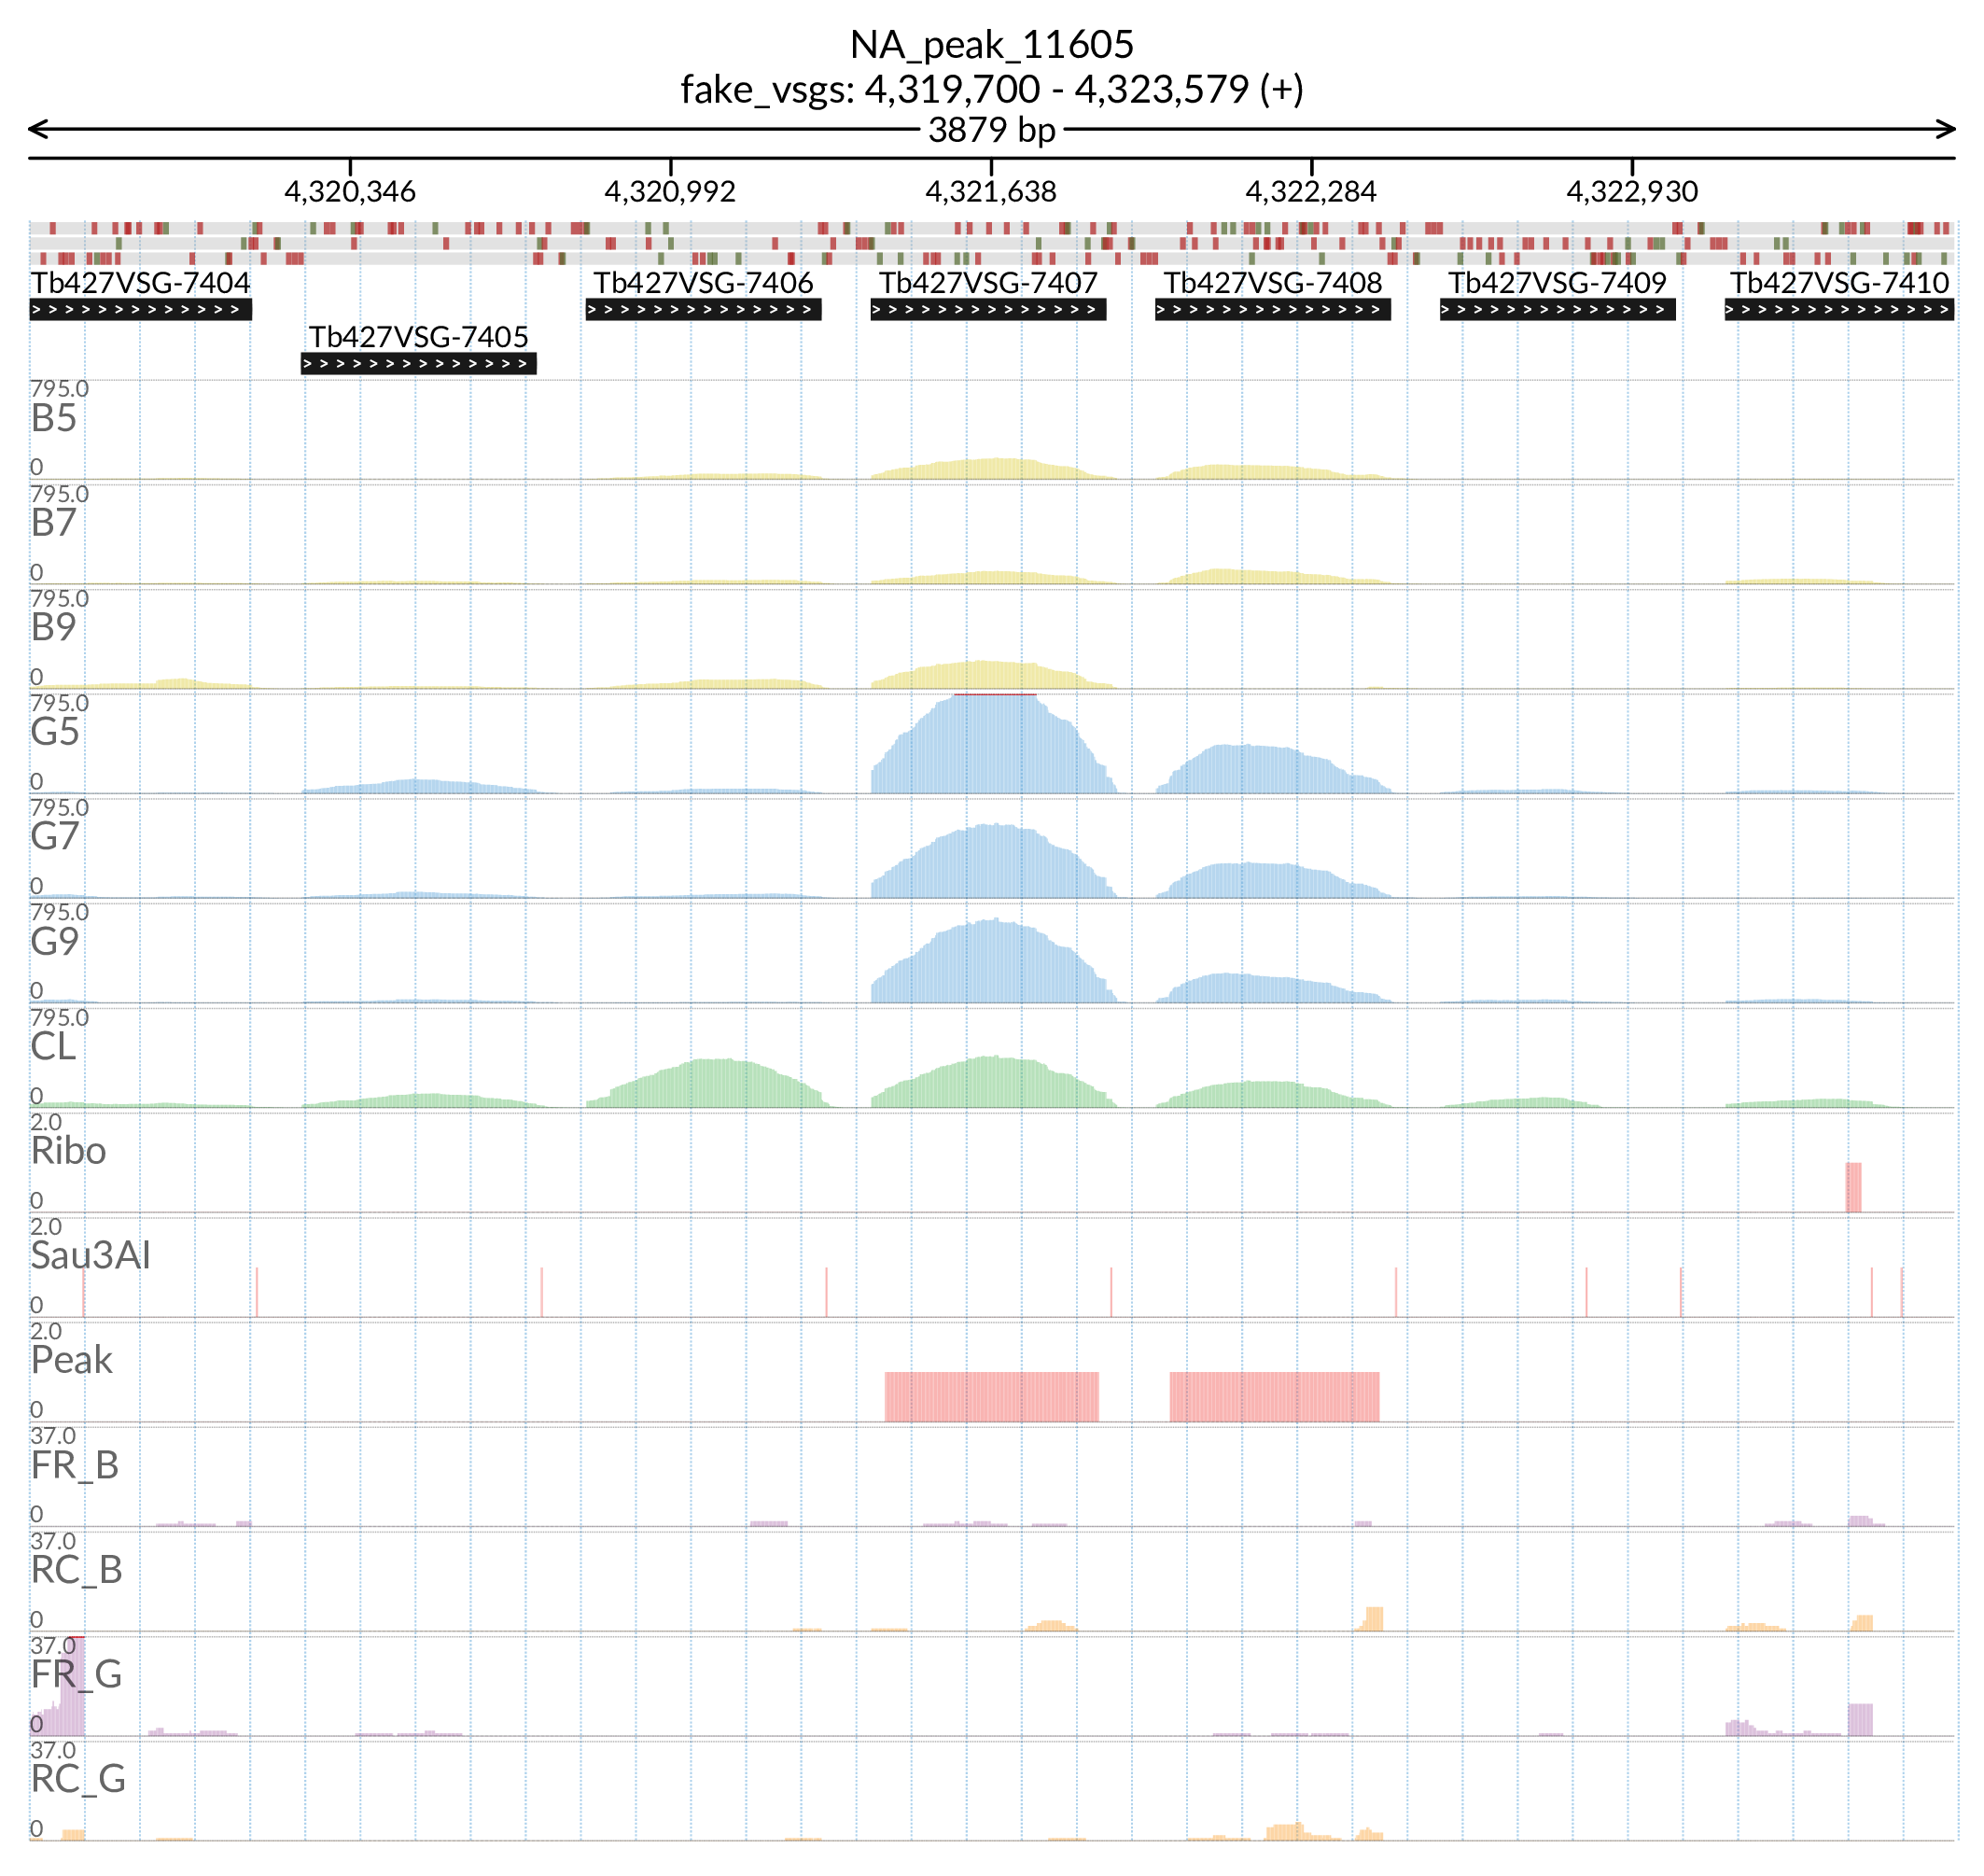 NA_peak_11605
fake_vsgs: 4,319,700 - 4,323,579 (+)
3879 bp
4,320,346 4,320,992 4,321,638 4,322,284 4,322,930
Tb427VSG-7404 Tb427VSG-7406 Tb427VSG-7407 Tb427VSG-7408 Tb427VSG-7409 Tb427VSG-7410
Tb427VSG-7405
795.0
B5
0
795.0
B7
0
795.0
B9
0
795.0
G5
0
795.0
G7
0
795.0
G9
0
795.0
CL
0
2.0
Ribo
0
2.0
Sau3AI
0
2.0
Peak
0
37.0
FR_B
0
37.0
RC_B
0
37.0
FR_G
0
37.0
RC_G
0